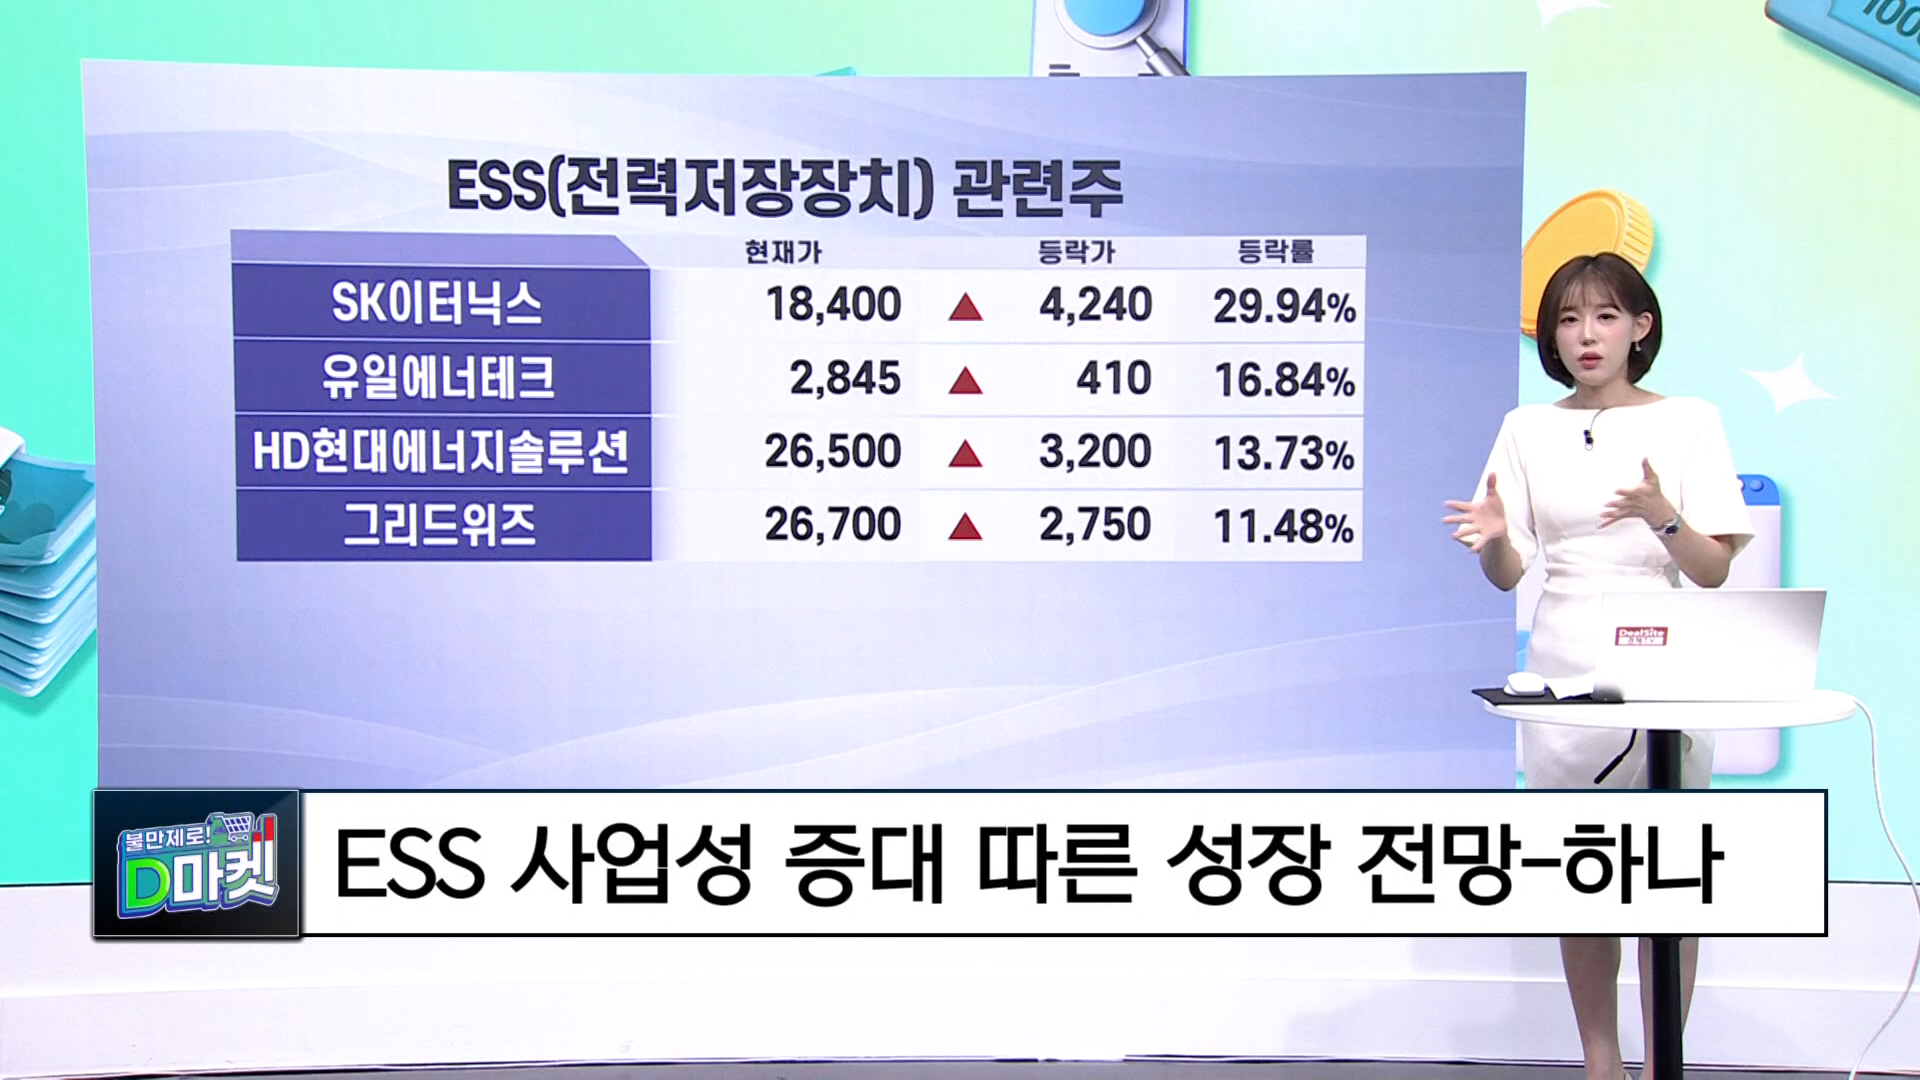 ESS(전력저장장치) 관련주
현재가 등락가 등락률
SK이터닉스 18,400 ▲ 4,240 29.94%
유일에너테크 2,845 ▲ 410 16.84%
HD현대에너지솔루션 26,500 ▲ 3,200 13.73%
그리드위즈 26,700 ▲ 2,750 11.48%
DealSite
불만제로!
D마켓
ESS 사업성 증대 따른 성장 전망-하나